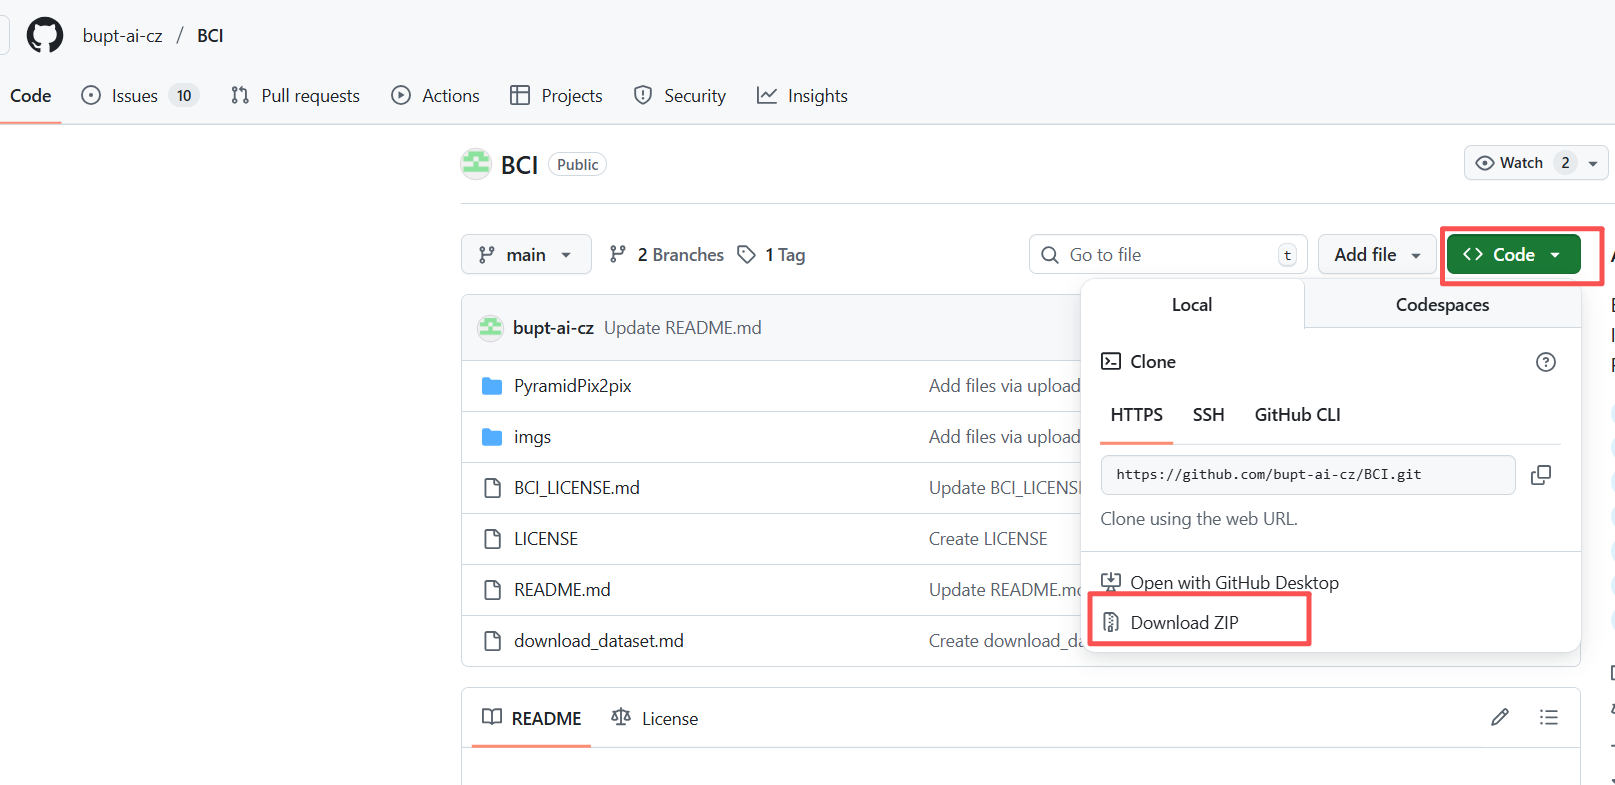 bupt-ai-cz / BCI
Code Issues 10 Pull requests Actions Projects Security Insights
BCI Public
Watch 2
main 2 Branches 1 Tag
Go to file t
Add file
<> Code
Local Codespaces
bupt-ai-cz Update README.md
Clone
PyramidPix2pix Add files via upload
HTTPS SSH GitHub CLI
imgs Add files via upload
https://github.com/bupt-ai-cz/BCI.git
BCI_LICENSE.md Update BCI_LICENS
Clone using the web URL.
LICENSE Create LICENSE
Open with GitHub Desktop
README.md Update README.m
Download ZIP
download_dataset.md Create download_da
README License